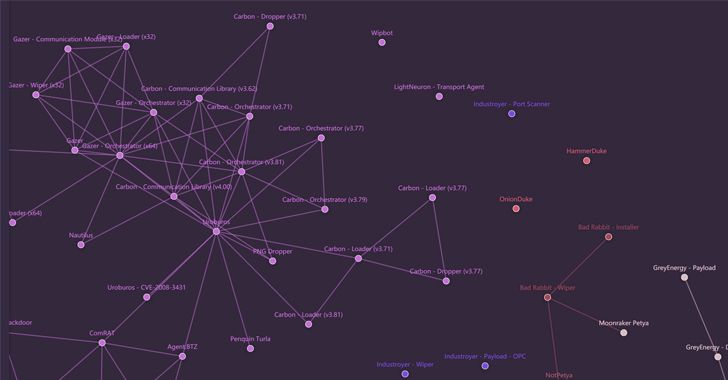 Carbon - Dropper (v3.71)
Wipbot
Gazer - Communication Module (x32)
Gazer - Loader (x32)
Gazer - Wiper (x32)
Carbon - Communication Library (v3.62)
LightNeuron - Transport Agent
Gazer - Orchestrator (x32)
Carbon - Orchestrator (v3.71)
Industroyer - Port Scanner
Carbon - Orchestrator (v3.77)
Gazer
Gazer - Orchestrator (x64)
HammerDuke
Carbon - Orchestrator (v3.81)
Carbon - Communication Library (v4.00)
Carbon - Loader (v3.77)
Carbon - Orchestrator (v3.79)
OnionDuke
oader (x64)
Uroburos
Bad Rabbit - Installer
Nautilus
PNG Dropper
Carbon - Loader (v3.71)
Carbon - Dropper (v3.77)
GreyEnergy - Payload
Uroburos - CVE-2008-3431
Bad Rabbit - Wiper
Carbon - Loader (v3.81)
ackdoor
Moonraker Petya
ComRAT
Agent.BTZ
Penquin Turla
GreyEnergy - D
Industroyer - Wiper
Industroyer - Payload - OPC
NotPetya